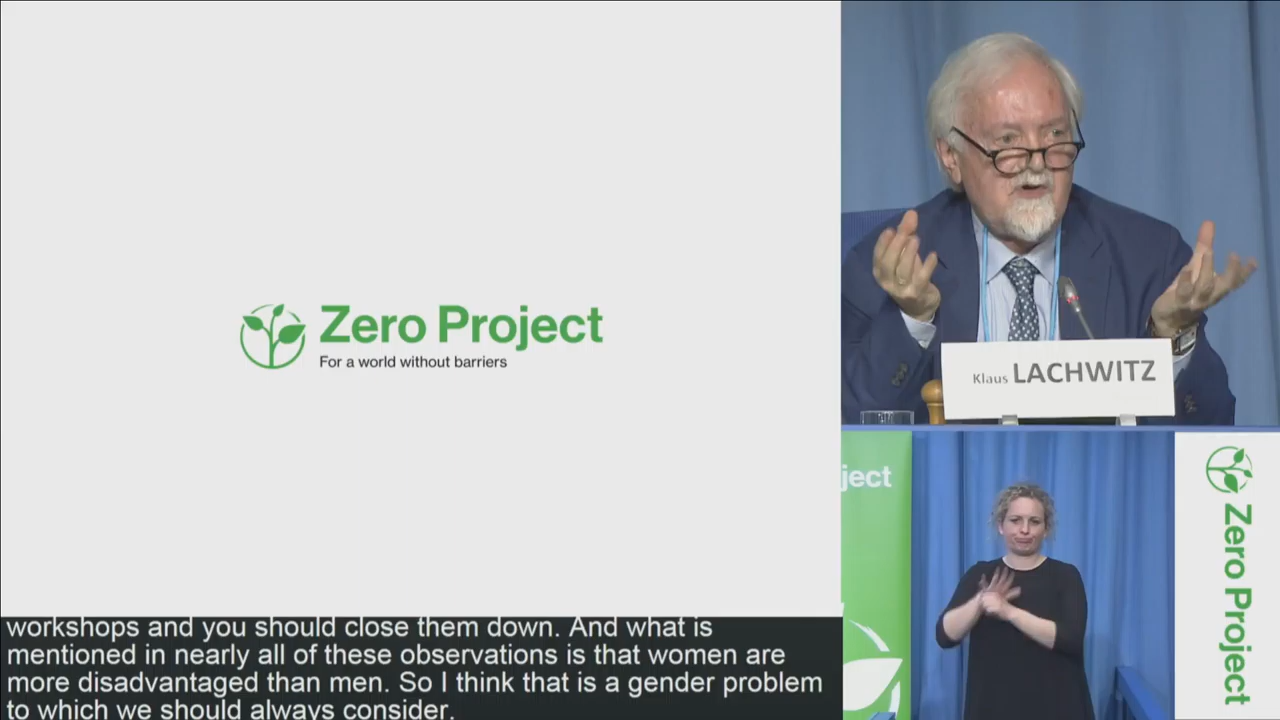 Zero Project
For a world without barriers
Klaus LACHWITZ
ject
Zero Project
workshops and you should close them down. And what is
mentioned in nearly all of these observations is that women are
more disadvantaged than men. So I think that is a gender problem
to which we should always consider.